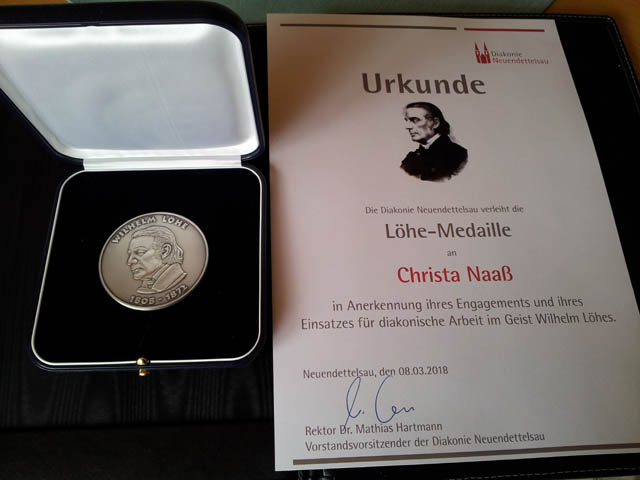 WILHELM LÖHE
1808-1872
Diakonie
Neuendettelsau
Urkunde
Die Diakonie Neuendettelsau verleiht die
Löhe-Medaille
an
Christa Naaß
in Anerkennung ihres Engagements und ihres
Einsatzes für diakonische Arbeit im Geist Wilhelm Löhes.
Neuendettelsau, den 08.03.2018
Rektor Dr. Mathias Hartmann
Vorstandsvorsitzender der Diakonie Neuendettelsau